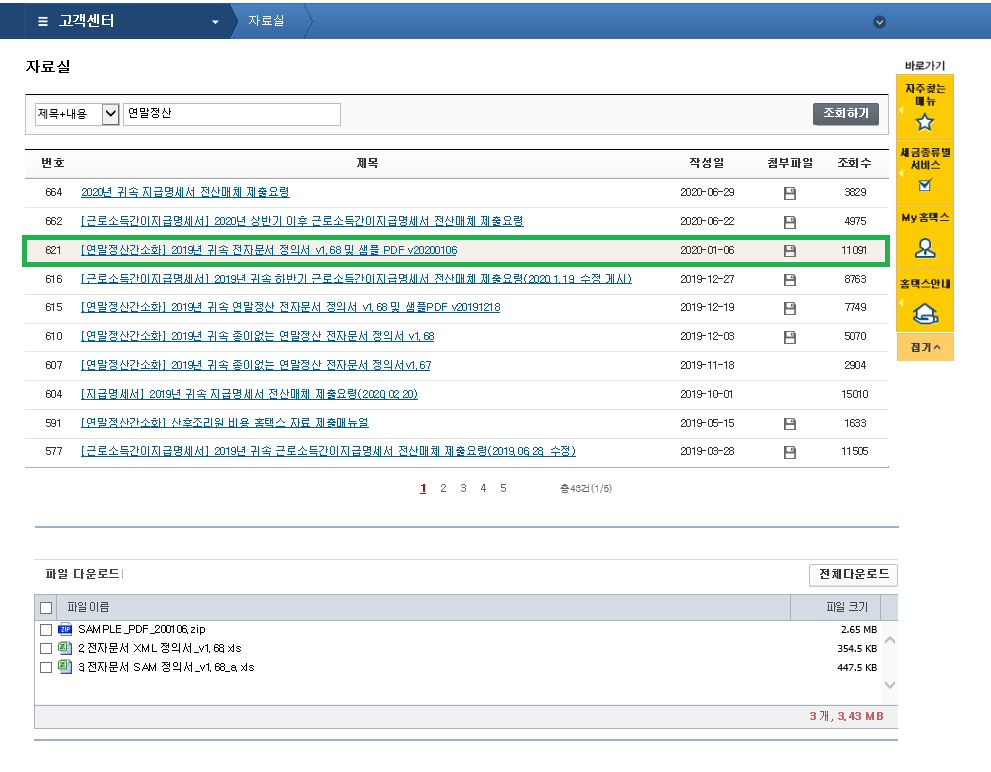 고객센터 자료실
자료실
바로가기
제목+내용 연말정산 조회하기
자주찾는
메뉴
세금종류별
서비스
My홈택스
홈택스안내
접기
번호 제목 작성일 첨부파일 조회수
664 2020년 귀속 지급명세서 전산매체 제출요령 2020-06-29 3829
662 [근로소득간이지급명세서] 2020년 상반기 이후 근로소득간이지급명세서 전산매체 제출요령 2020-06-22 4975
621 [연말정산간소화] 2019년 귀속 전자문서 정의서 v1.68 및 샘플 PDF v20200106 2020-01-06 11091
616 [근로소득간이지급명세서] 2019년 귀속 하반기 근로소득간이지급명세서 전산매체 제출요령(2020.1.19. 수정 게시) 2019-12-27 8763
615 [연말정산간소화] 2019년 귀속 연말정산 전자문서 정의서 v1.68 및 샘플PDF v20191218 2019-12-19 7749
610 [연말정산간소화] 2019년 귀속 종이없는 연말정산 전자문서 정의서 v1.68 2019-12-03 5070
607 [연말정산간소화] 2019년 귀속 종이없는 연말정산 전자문서 정의서v1.67 2019-11-18 2904
604 [지급명세서] 2019년 귀속 지급명세서 전산매체 제출요령(2020.02.20) 2019-10-01 15010
591 [연말정산간소화] 산후조리원 비용 홈택스 자료 제출매뉴얼 2019-05-15 1633
577 [근로소득간이지급명세서] 2019년 귀속 근로소득간이지급명세서 전산매체 제출요령(2019.06.28. 수정) 2019-03-28 11505
1 2 3 4 5 총46건(1/5)
파일 다운로드 전체다운로드
파일이름 파일 크기
SAMPLE_PDF_200106.zip 2.65 MB
2.전자문서 XML 정의서_v1.68.xls 354.5 KB
3.전자문서 SAM 정의서_v1.68_a.xls 447.5 KB
3 개, 3.43 MB